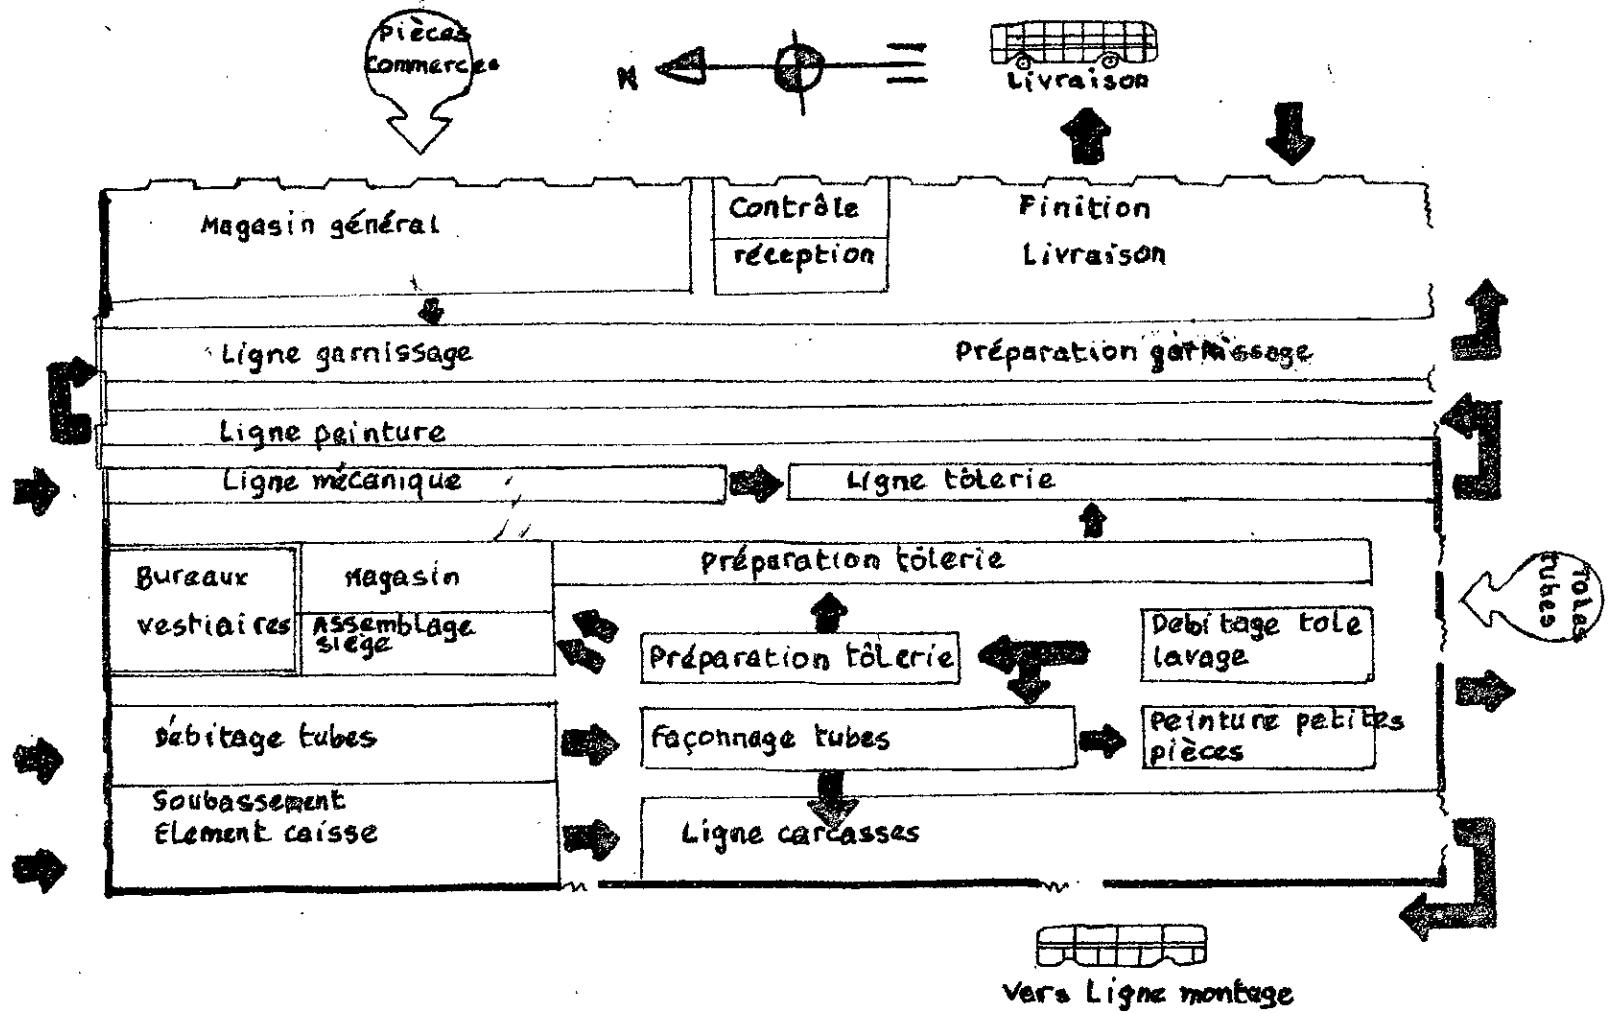 Pièces
Commerces
N
Livraison
Magasin général
Contrôle
réception
Finition
Livraison
Ligne garnissage
Préparation garnissage
Ligne peinture
Ligne mécanique
Ligne tôlerie
Bureaux
vestiaires
Magasin
Assemblage
siège
Préparation tôlerie
Préparation tôlerie
Debitage tole
lavage
Toles
tubes
Débitage tubes
Façonnage tubes
Peinture petites
pièces
Soubassement
Element caisse
Ligne carcasses
Vers Ligne montage